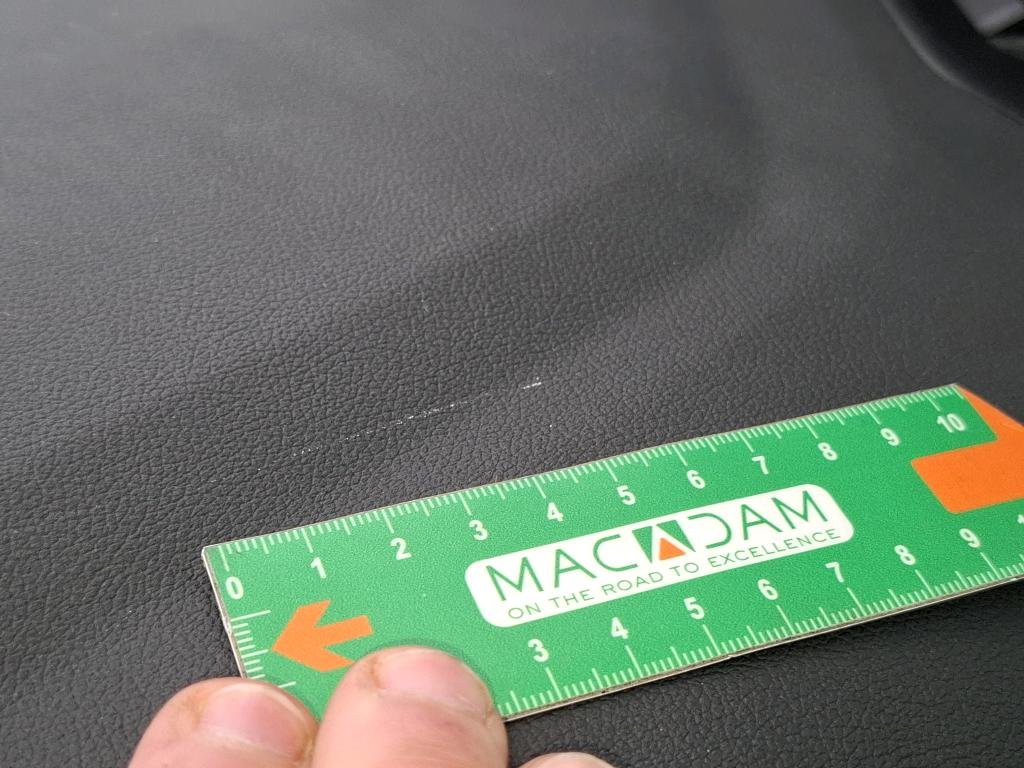 0 1 2 3 4 5 6 7 8 9 10
MACADAM
ON THE ROAD TO EXCELLENCE
3 4 5 6 7 8 9